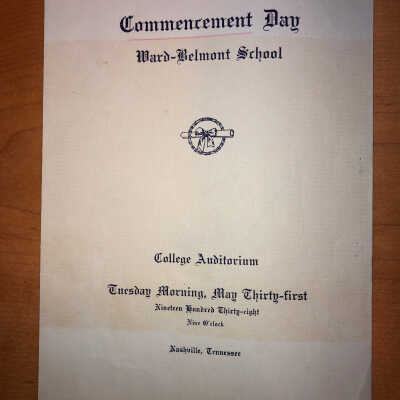 Commencement Day
Ward-Belmont School
College Auditorium
Tuesday Morning, May Thirty-first
Nineteen Hundred Thirty-eight
Nine O'clock
Nashville, Tennessee